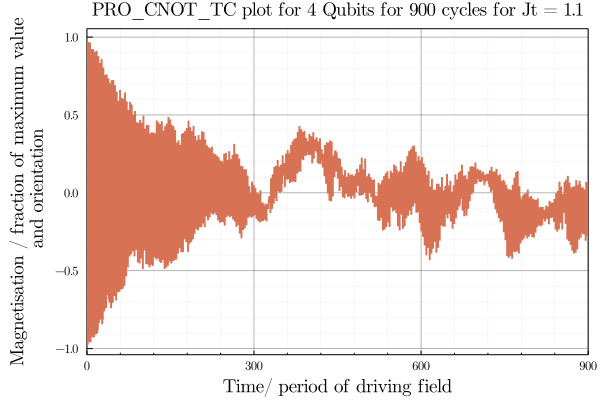 PRO_CNOT_TC plot for 4 Qubits for 900 cycles for Jt = 1.1
Magnetisation / fraction of maximum value
and orientation
1.0
0.5
0.0
−0.5
−1.0
0
300
600
900
Time/ period of driving field